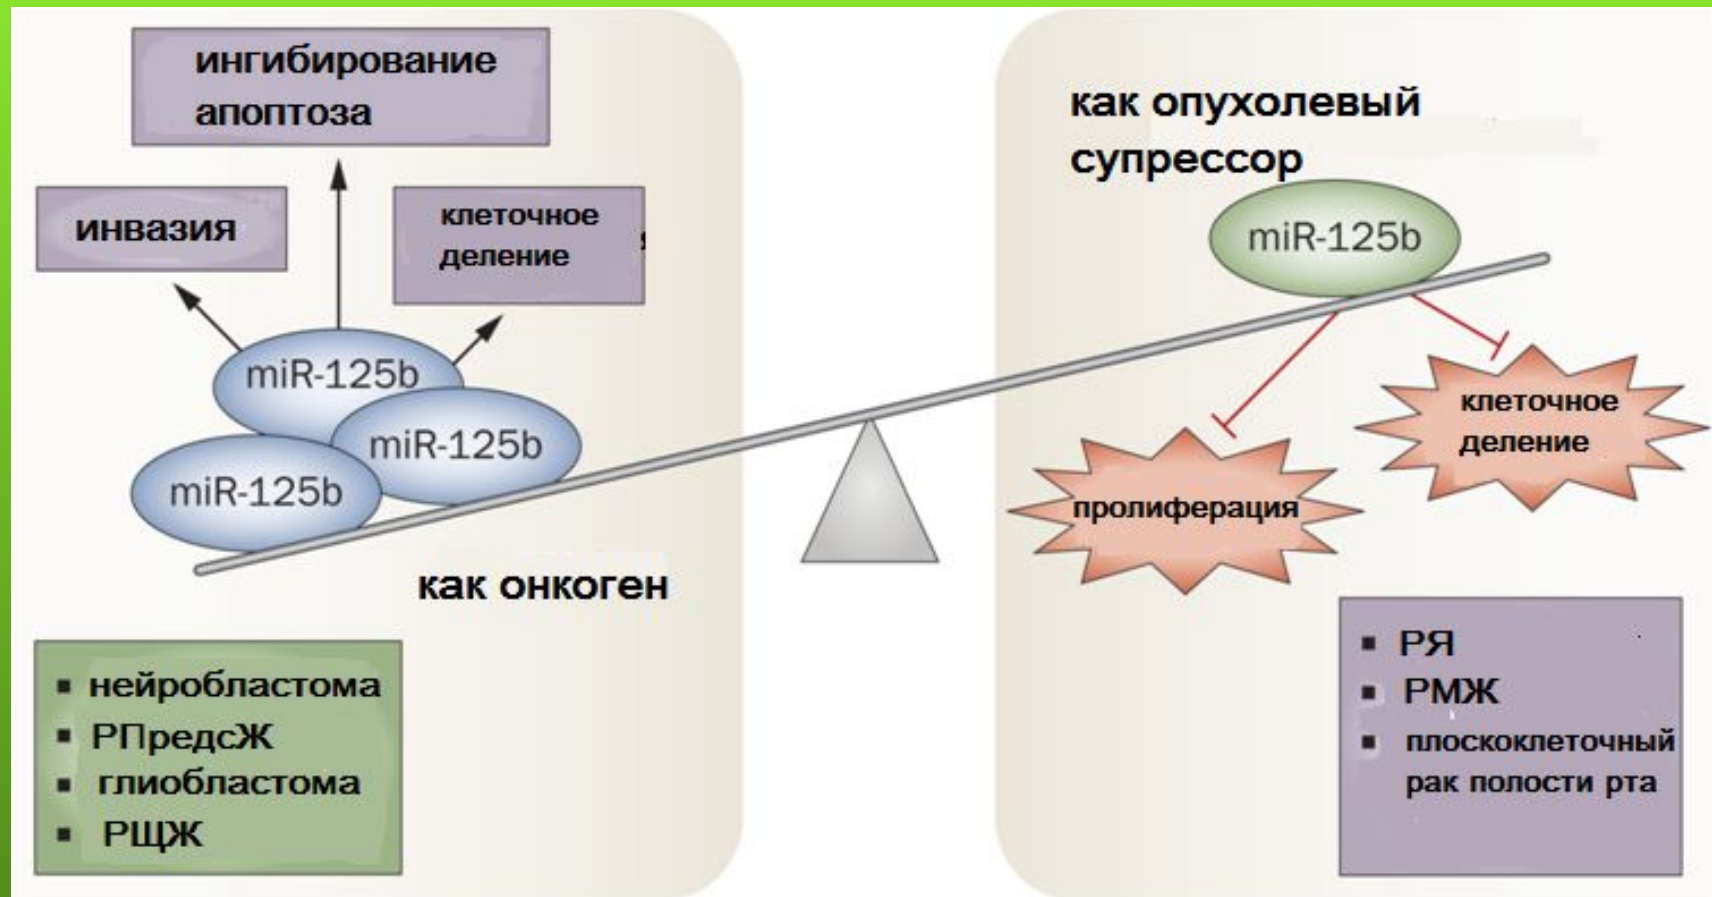 ингибирование
апоптоза
инвазия
клеточное
деление
miR-125b
miR-125b
miR-125b
как онкоген
▪ нейробластома
▪ РПредсЖ
▪ глиобластома
▪ РЩЖ
как опухолевый
супрессор
miR-125b
клеточное
деление
пролиферация
▪ РЯ
▪ РМЖ
▪ плоскоклеточный
рак полости рта